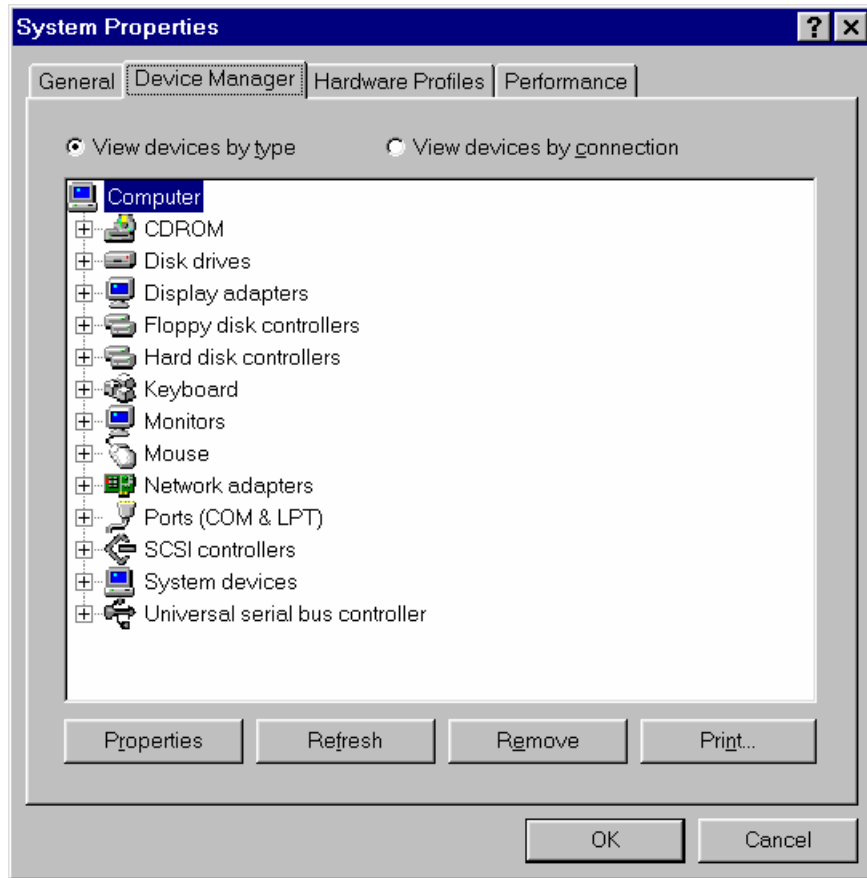 System Properties
General Device Manager Hardware Profiles Performance
View devices by type View devices by connection
Computer
CDROM
Disk drives
Display adapters
Floppy disk controllers
Hard disk controllers
Keyboard
Monitors
Mouse
Network adapters
Ports (COM & LPT)
SCSI controllers
System devices
Universal serial bus controller
Properties Refresh Remove Print...
OK Cancel